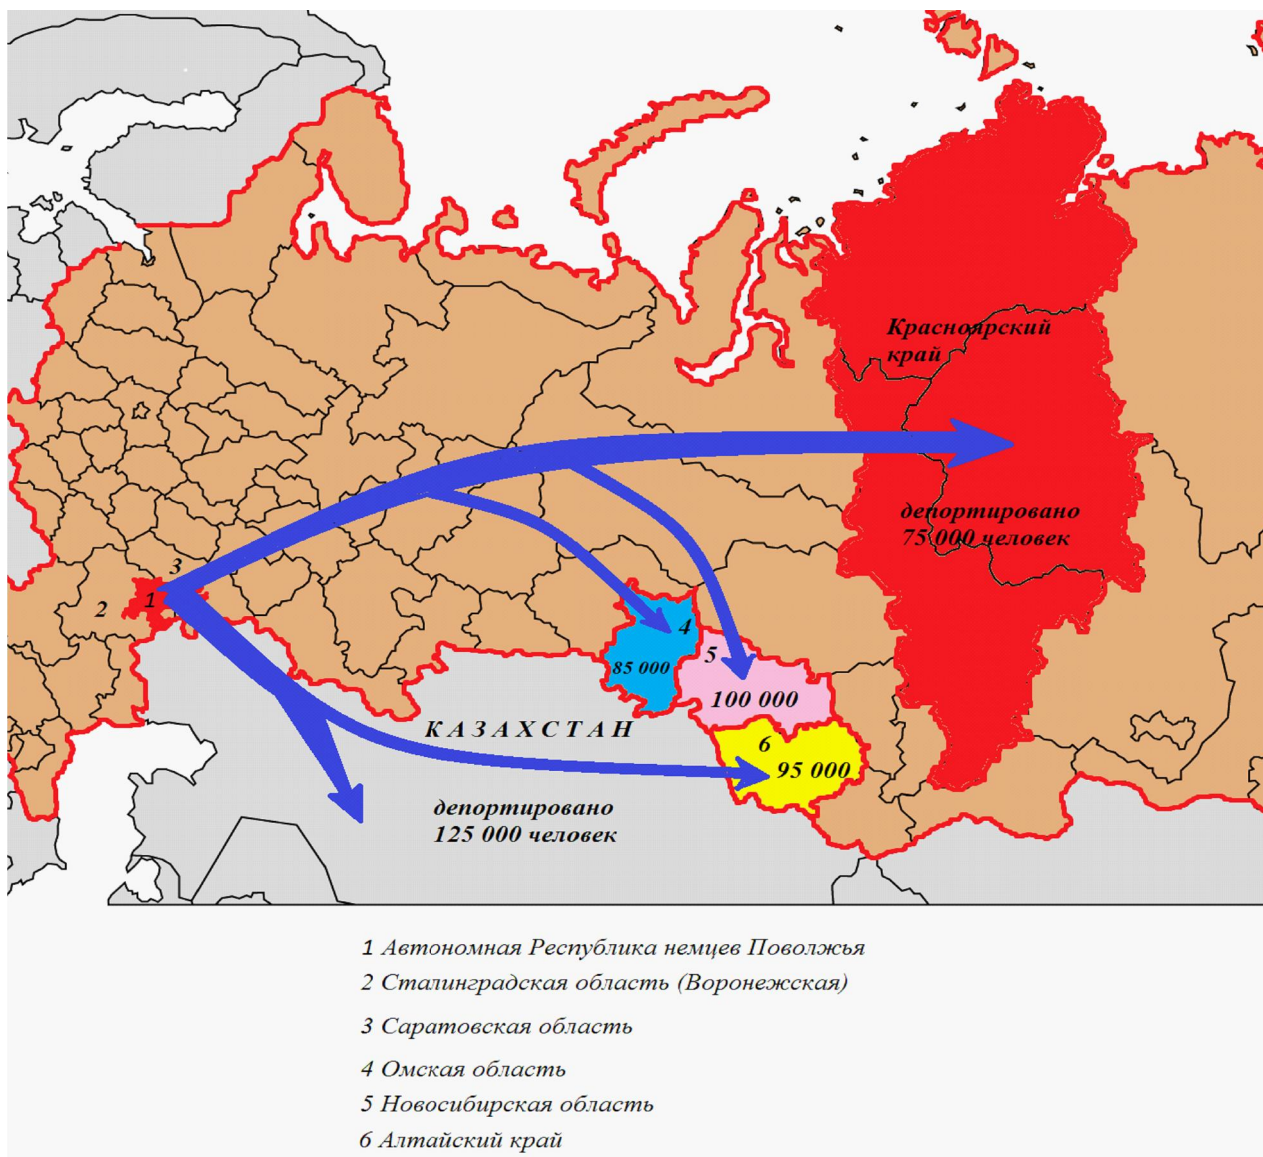 Красноярский
край
депортировано
75 000 человек
3
1
2
4
85 000
5
100 000
КАЗАХСТАН
6
95 000
депортировано
125 000 человек
1 Автономная Республика немцев Поволжья
2 Сталинградская область (Воронежская)
3 Саратовская область
4 Омская область
5 Новосибирская область
6 Алтайский край